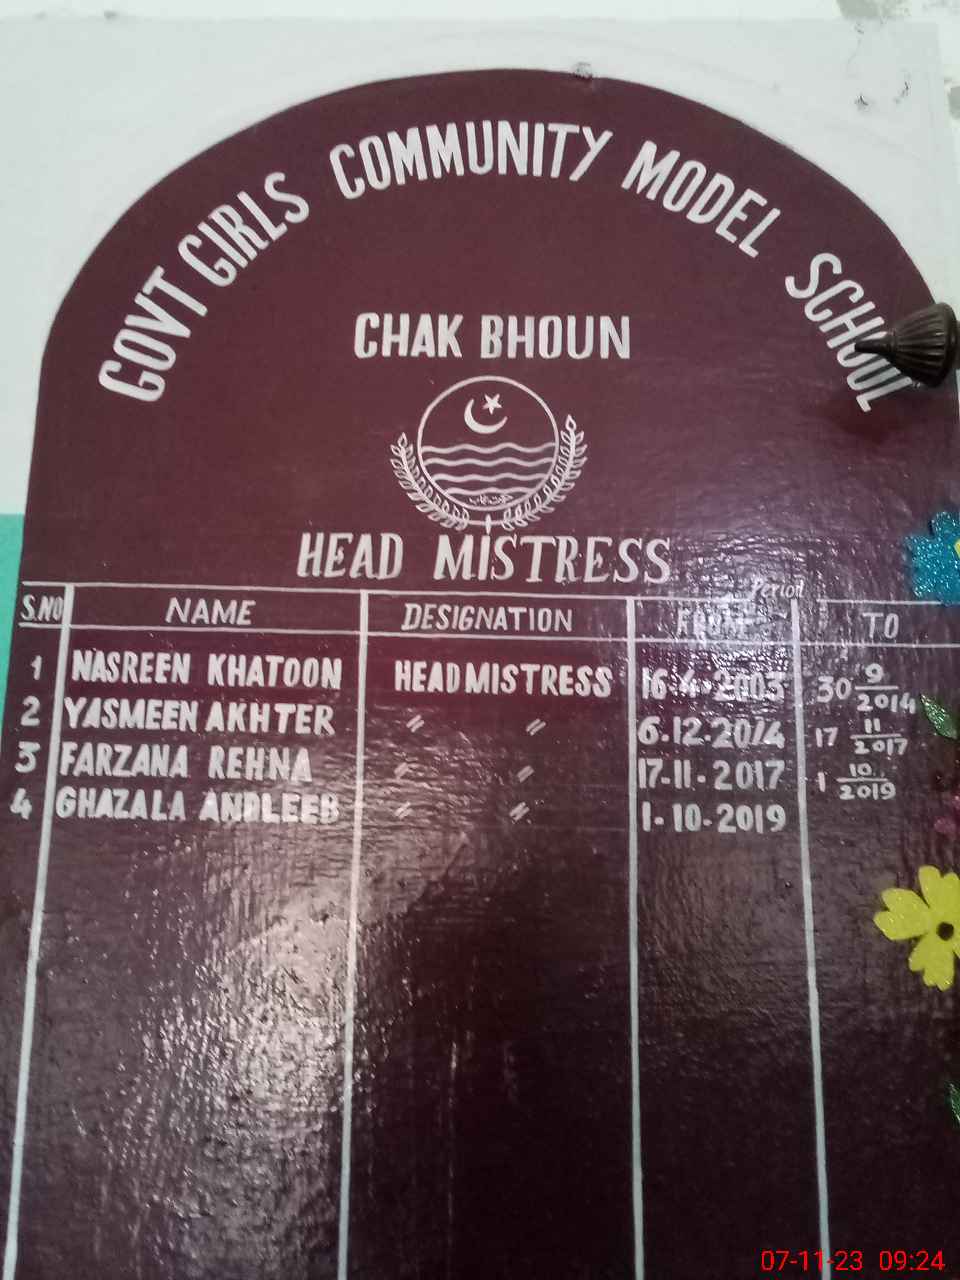 GOVT GIRLS COMMUNITY MODEL SCHOOL
CHAK BHOUN
HEAD MISTRESS
Period
S.NO NAME DESIGNATION FROM TO
1 NASREEN KHATOON HEADMISTRESS 16.4.2003 30 9/2014
2 YASMEEN AKHTER " " 6.12.2014 17 11/2017
3 FARZANA REHNA " " 17-11-2017 1 10/2019
4 GHAZALA ANDLEEB " " 1-10-2019
07-11-23 09:24